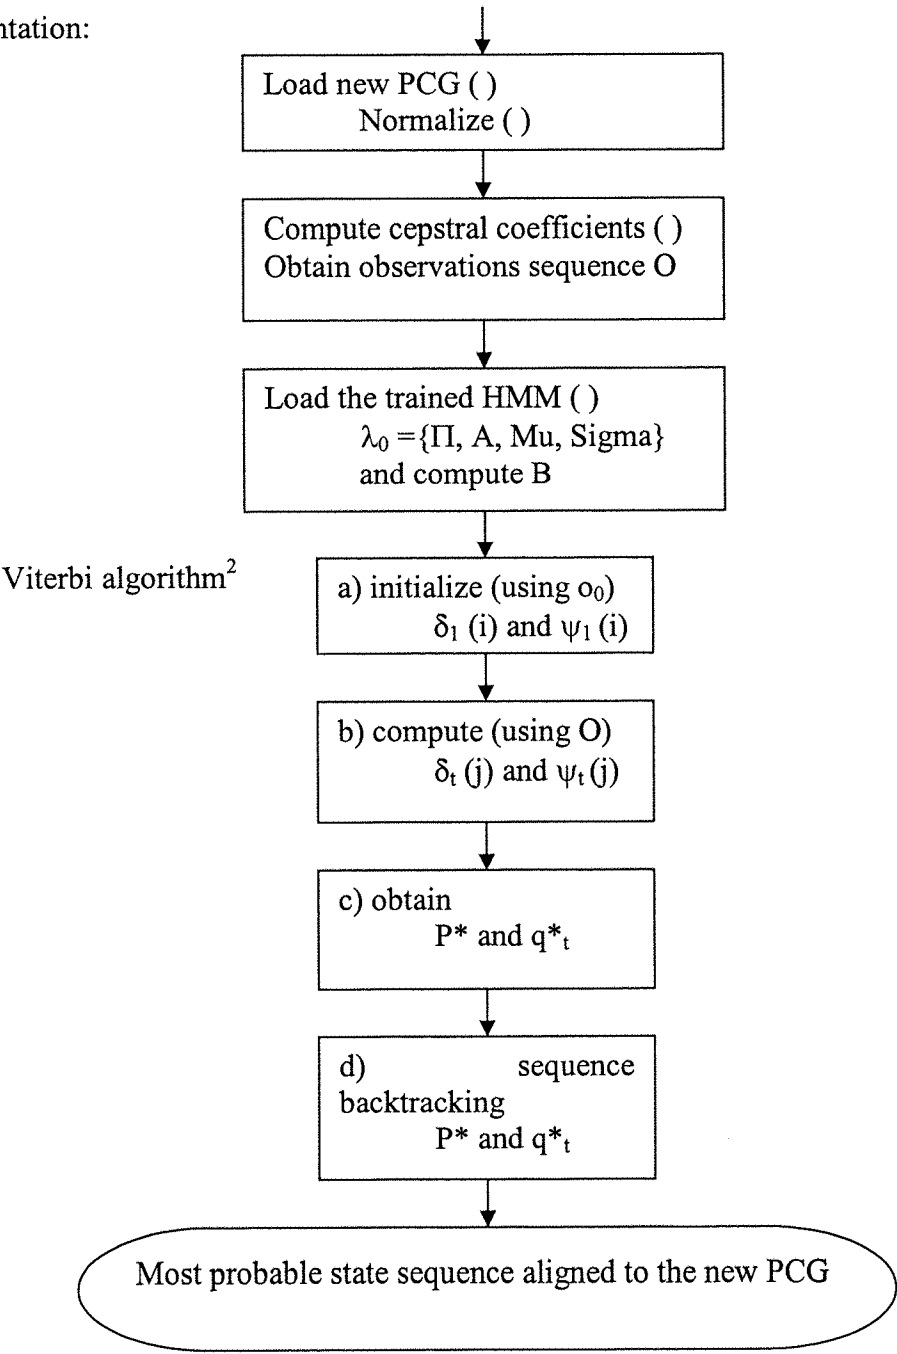 ntation:
Load new PCG ( )
Normalize ( )
Compute cepstral coefficients ( )
Obtain observations sequence O
Load the trained HMM ( )
λ₀ ={Π, A, Mu, Sigma}
and compute B
Viterbi algorithm²
a) initialize (using o₀)
δ₁ (i) and ψ₁ (i)
b) compute (using O)
δₜ (j) and ψₜ (j)
c) obtain
P* and q*ₜ
d) sequence
backtracking
P* and q*ₜ
Most probable state sequence aligned to the new PCG